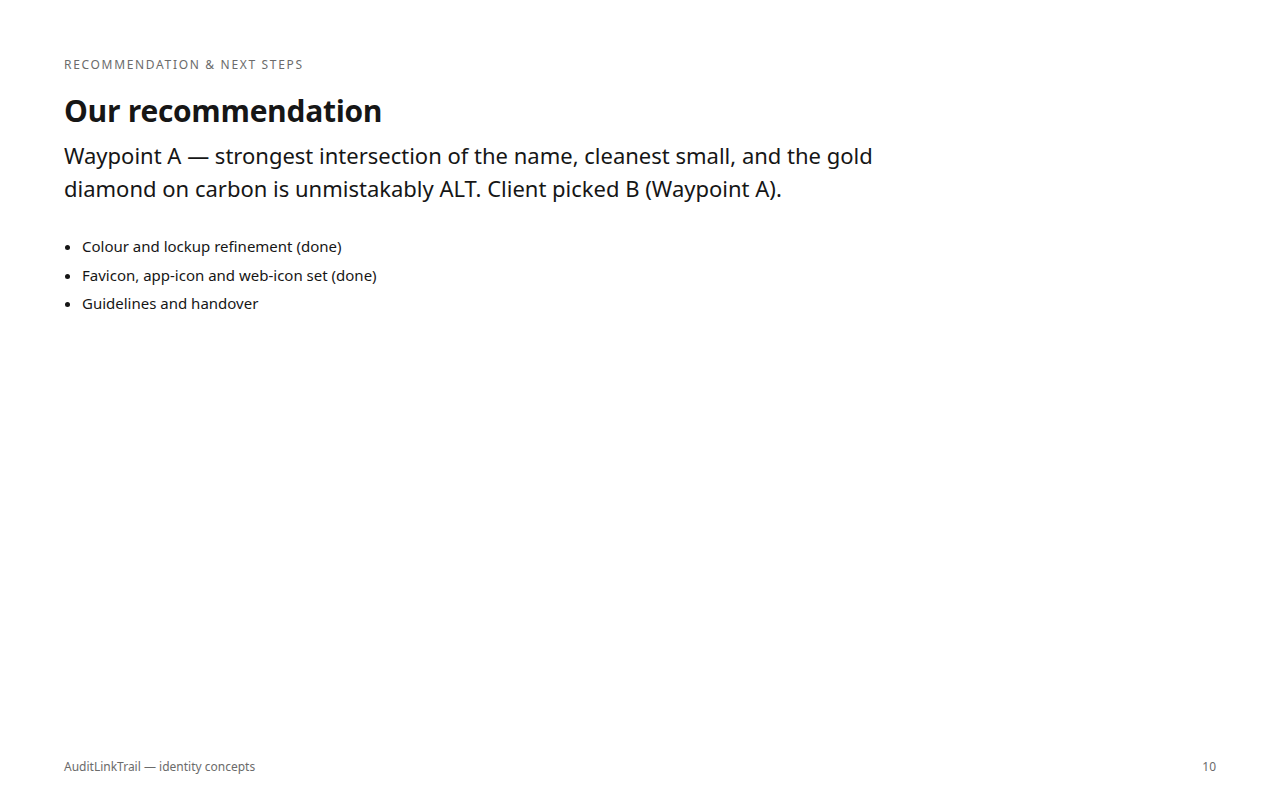 RECOMMENDATION & NEXT STEPS
Our recommendation
Waypoint A — strongest intersection of the name, cleanest small, and the gold
diamond on carbon is unmistakably ALT. Client picked B (Waypoint A).
• Colour and lockup refinement (done)
• Favicon, app-icon and web-icon set (done)
• Guidelines and handover
AuditLinkTrail — identity concepts
10